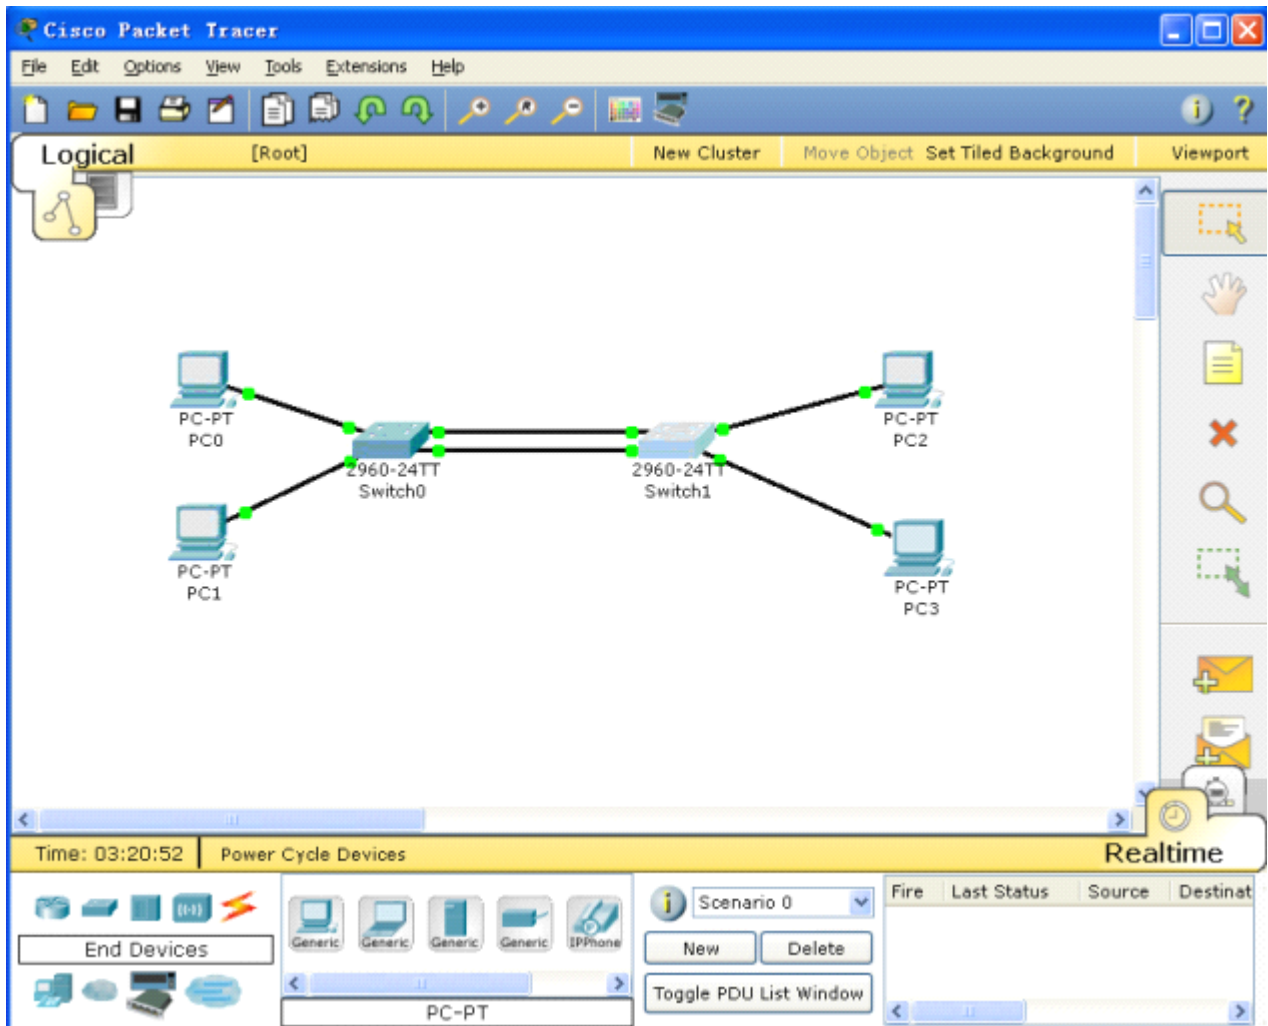 Cisco Packet Tracer
File Edit Options View Tools Extensions Help
Logical [Root] New Cluster Move Object Set Tiled Background Viewport
PC-PT
PC0
PC-PT
PC2
2960-24TT
Switch0
2960-24TT
Switch1
PC-PT
PC1
PC-PT
PC3
Time: 03:20:52 Power Cycle Devices Realtime
Fire Last Status Source Destinat
Scenario 0
Generic Generic Generic Generic IPPhone
End Devices
New Delete
Toggle PDU List Window
PC-PT